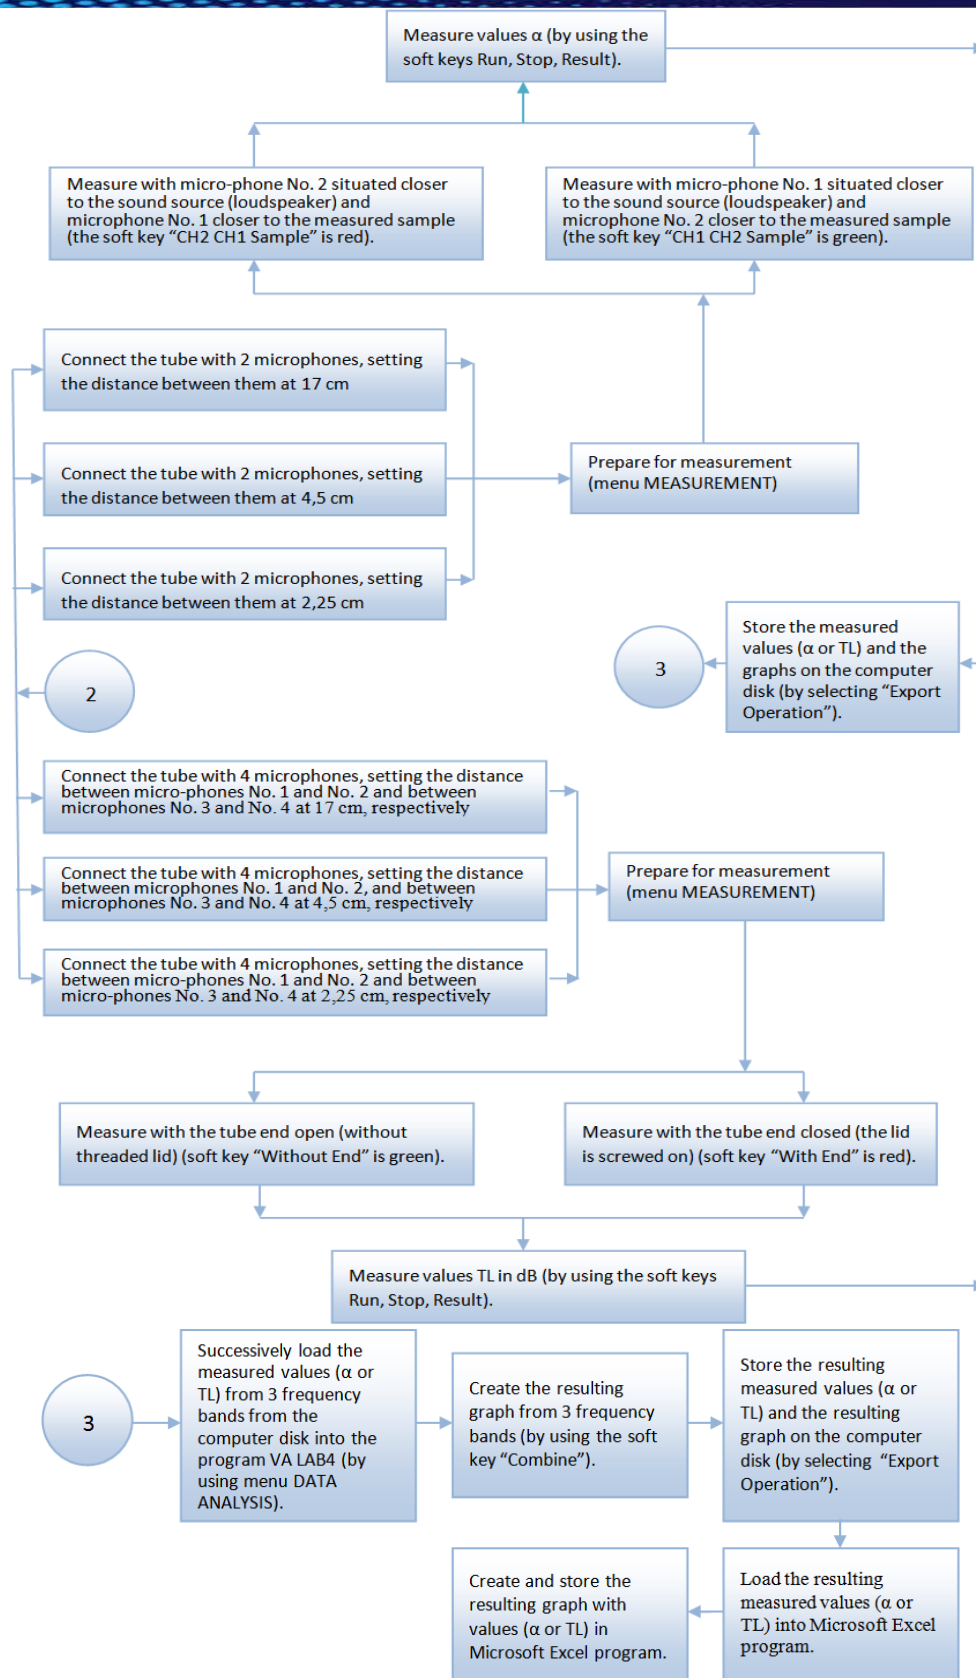 Measure values α (by using the
soft keys Run, Stop, Result).
Measure with micro-phone No. 2 situated closer
to the sound source (loudspeaker) and
microphone No. 1 closer to the measured sample
(the soft key “CH2 CH1 Sample” is red).
Measure with micro-phone No. 1 situated closer
to the sound source (loudspeaker) and
microphone No. 2 closer to the measured sample
(the soft key “CH1 CH2 Sample” is green).
Connect the tube with 2 microphones, setting
the distance between them at 17 cm
Connect the tube with 2 microphones, setting
the distance between them at 4,5 cm
Prepare for measurement
(menu MEASUREMENT)
Connect the tube with 2 microphones, setting
the distance between them at 2,25 cm
Store the measured
values (α or TL) and the
graphs on the computer
disk (by selecting “Export
Operation”).
3
2
Connect the tube with 4 microphones, setting the distance
between micro-phones No. 1 and No. 2 and between
microphones No. 3 and No. 4 at 17 cm, respectively
Connect the tube with 4 microphones, setting the distance
between microphones No. 1 and No. 2, and between
microphones No. 3 and No. 4 at 4,5 cm, respectively
Prepare for measurement
(menu MEASUREMENT)
Connect the tube with 4 microphones, setting the distance
between micro-phones No. 1 and No. 2 and between
micro-phones No. 3 and No. 4 at 2,25 cm, respectively
Measure with the tube end open (without
threaded lid) (soft key “Without End” is green).
Measure with the tube end closed (the lid
is screwed on) (soft key “With End” is red).
Measure values TL in dB (by using the soft keys
Run, Stop, Result).
3
Successively load the
measured values (α or
TL) from 3 frequency
bands from the
computer disk into the
program VA LAB4 (by
using menu DATA
ANALYSIS).
Create the resulting
graph from 3 frequency
bands (by using the soft
key “Combine”).
Store the resulting
measured values (α or
TL) and the resulting
graph on the computer
disk (by selecting “Export
Operation”).
Create and store the
resulting graph with
values (α or TL) in
Microsoft Excel program.
Load the resulting
measured values (α or
TL) into Microsoft Excel
program.